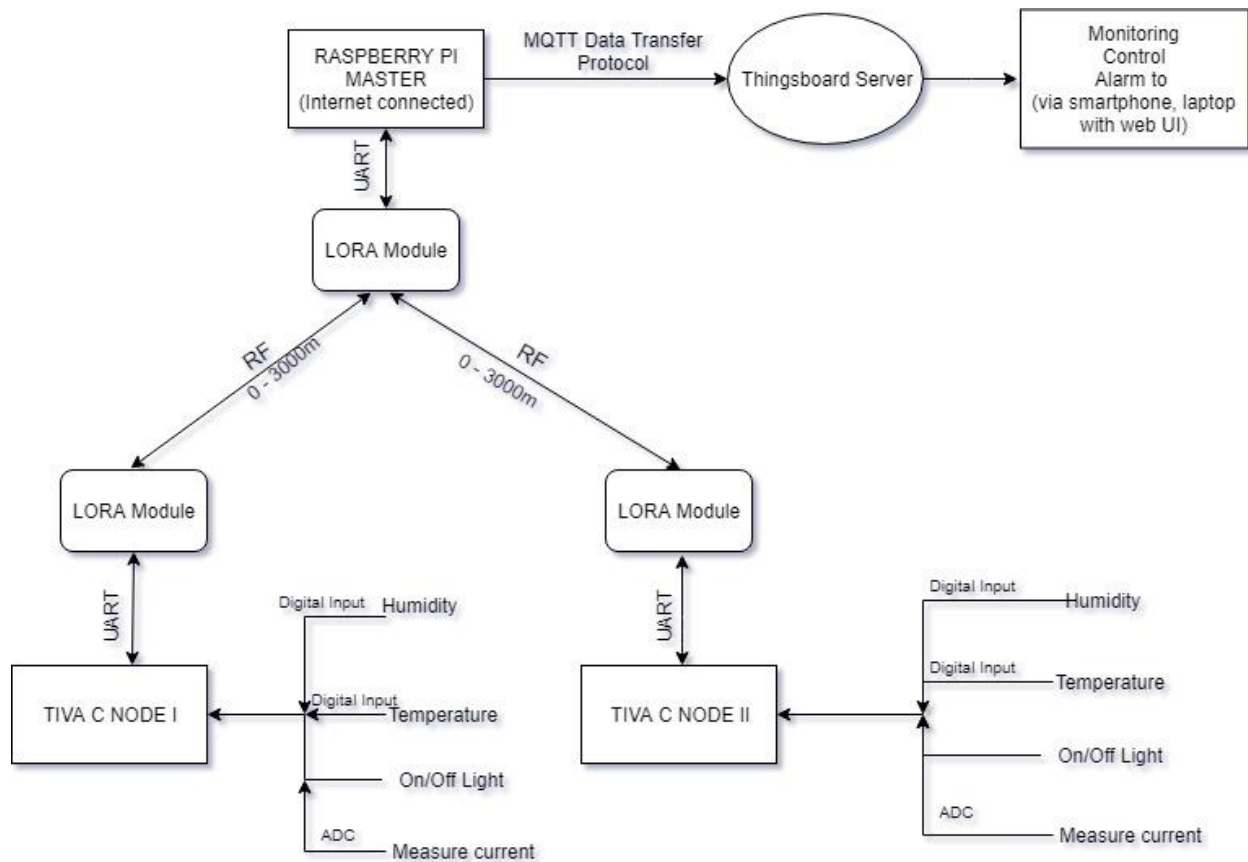 RASPBERRY PI
MASTER
(Internet connected)
MQTT Data Transfer
Protocol
Thingsboard Server
Monitoring
Control
Alarm to
(via smartphone, laptop
with web UI)
UART
LORA Module
RF
0 - 3000m
RF
0 - 3000m
LORA Module
LORA Module
UART
UART
Digital Input
Humidity
Digital Input
Temperature
On/Off Light
ADC
Measure current
TIVA C NODE I
TIVA C NODE II
Digital Input
Humidity
Digital Input
Temperature
On/Off Light
ADC
Measure current